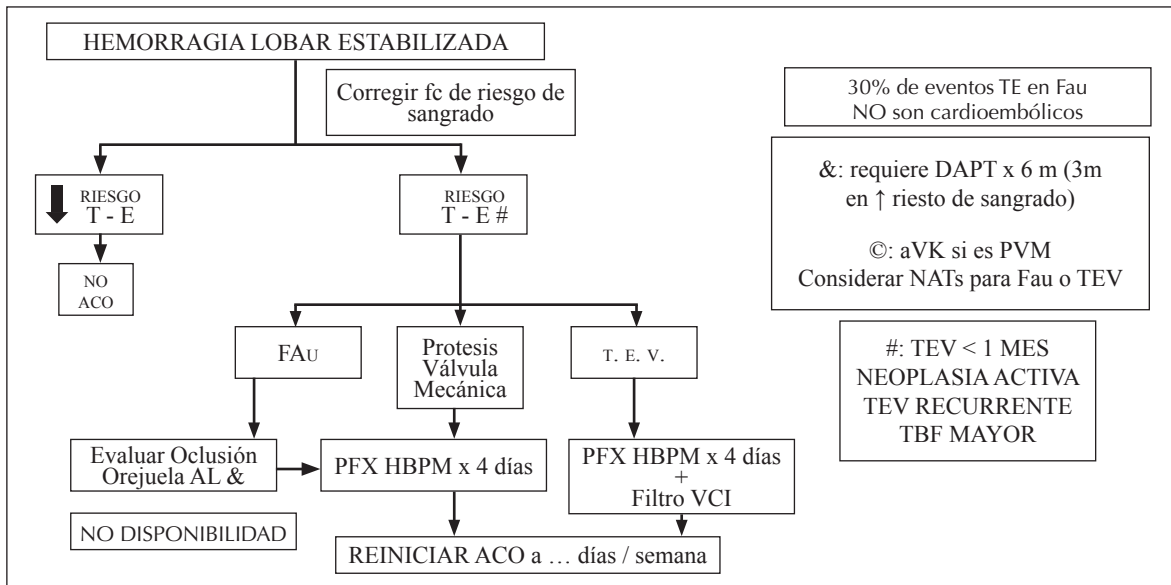 HEMORRAGIA LOBAR ESTABILIZADA
Corregir fc de riesgo de
sangrado
RIESGO
T - E
RIESGO
T - E #
NO
ACO
FAU
Protesis
Válvula
Mecánica
T. E. V.
Evaluar Oclusión
Orejuela AL &
PFX HBPM x 4 días
PFX HBPM x 4 días
+
Filtro VCI
NO DISPONIBILIDAD
REINICIAR ACO a … días / semana
30% de eventos TE en Fau
NO son cardioembólicos
&: requiere DAPT x 6 m (3m
en ↑ riesto de sangrado)
©: aVK si es PVM
Considerar NATs para Fau o TEV
#: TEV < 1 MES
NEOPLASIA ACTIVA
TEV RECURRENTE
TBF MAYOR